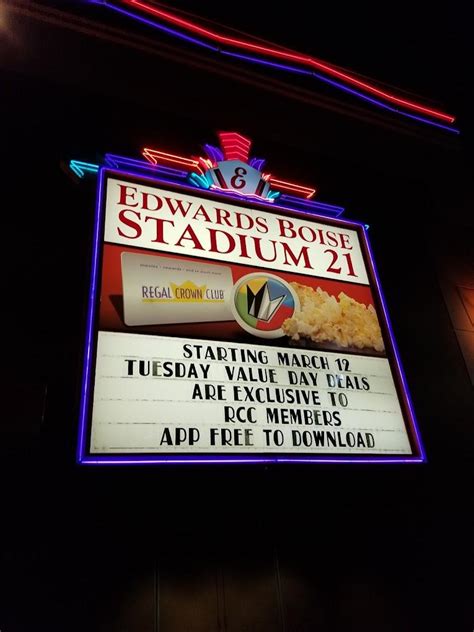 E
EDWARDS BOISE
STADIUM 21
REGAL CROWN CLUB
STARTING MARCH 12
TUESDAY VALUE DAY DEALS
ARE EXCLUSIVE TO
RCC MEMBERS
APP FREE TO DOWNLOAD